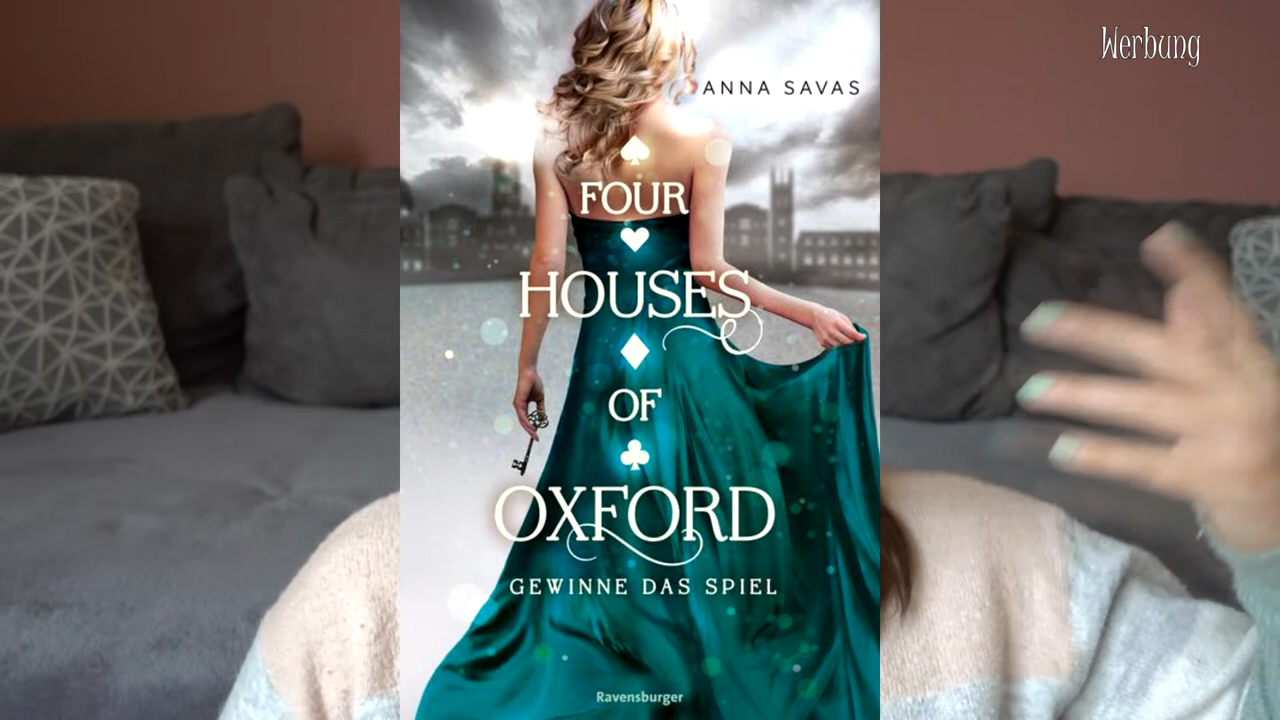 Werbung
ANNA SAVAS
FOUR
HOUSES
OF
OXFORD
GEWINNE DAS SPIEL
Ravensburger